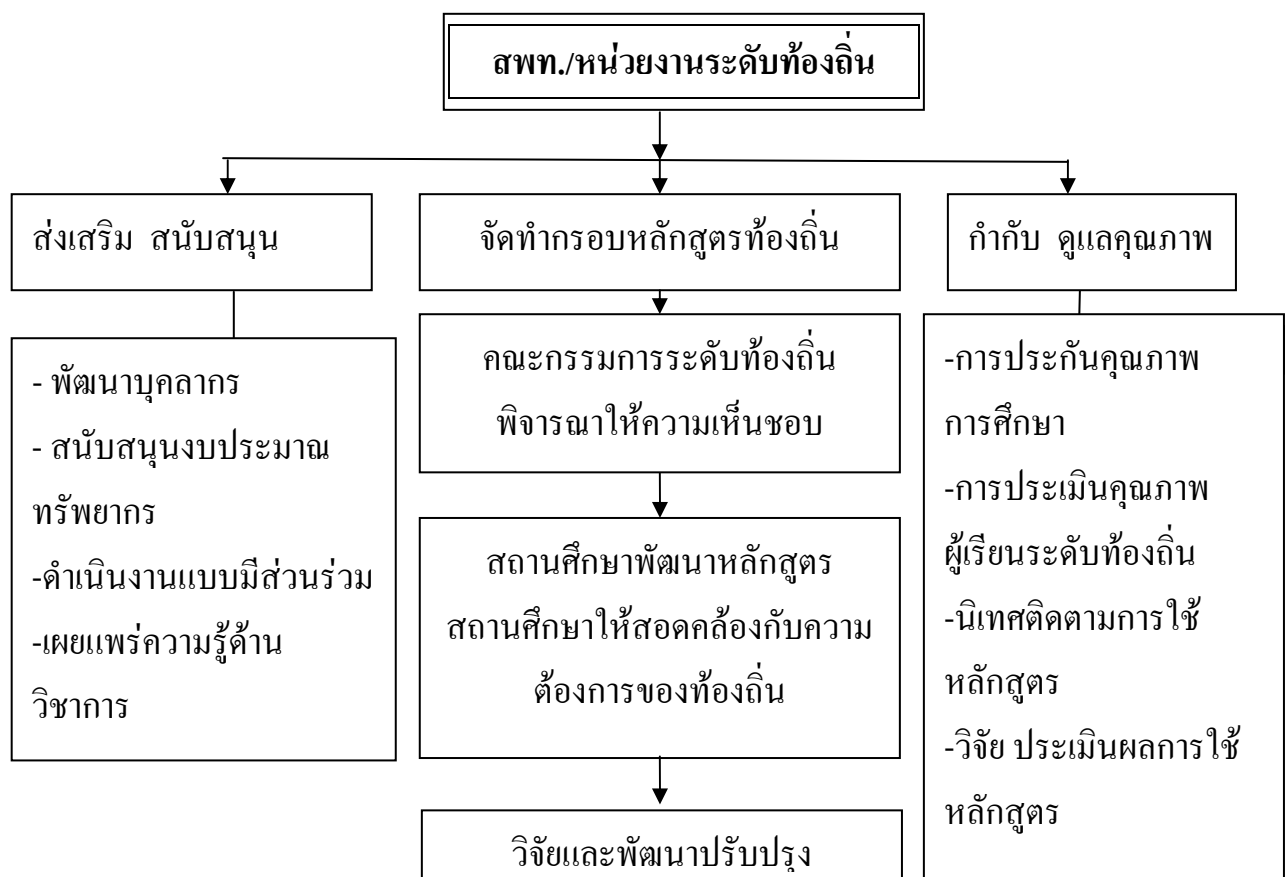 สพท./หน่วยงานระดับท้องถิ่น
ส่งเสริม สนับสนุน
จัดทำกรอบหลักสูตรท้องถิ่น
กำกับ ดูแลคุณภาพ
- พัฒนาบุคลากร
- สนับสนุนงบประมาณ
ทรัพยากร
-ดำเนินงานแบบมีส่วนร่วม
-เผยแพร่ความรู้ด้าน
วิชาการ
คณะกรรมการระดับท้องถิ่น
พิจารณาให้ความเห็นชอบ
สถานศึกษาพัฒนาหลักสูตร
สถานศึกษาให้สอดคล้องกับความ
ต้องการของท้องถิ่น
วิจัยและพัฒนาปรับปรุง
-การประกันคุณภาพ
การศึกษา
-การประเมินคุณภาพ
ผู้เรียนระดับท้องถิ่น
-นิเทศติดตามการใช้
หลักสูตร
-วิจัย ประเมินผลการใช้
หลักสูตร